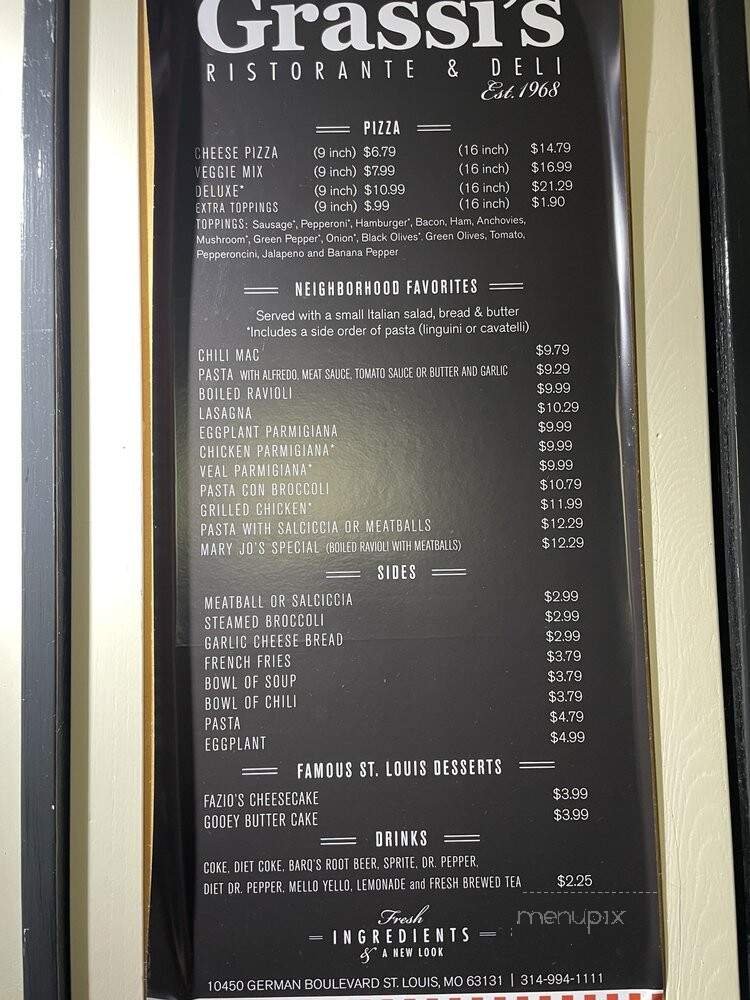 Grassi's
RISTORANTE & DELI
Est. 1968
PIZZA
CHEESE PIZZA (9 inch) $6.79 (16 inch) $14.79
VEGGIE MIX (9 inch) $7.99 (16 inch) $16.99
DELUXE* (9 inch) $10.99 (16 inch) $21.29
EXTRA TOPPINGS (9 inch) $.99 (16 inch) $1.90
TOPPINGS: Sausage*, Pepperoni*, Hamburger*, Bacon, Ham, Anchovies,
Mushroom*, Green Pepper*, Onion*, Black Olives*. Green Olives, Tomato,
Pepperoncini, Jalapeno and Banana Pepper
NEIGHBORHOOD FAVORITES
Served with a small Italian salad, bread & butter
*Includes a side order of pasta (linguini or cavatelli)
CHILI MAC $9.79
PASTA WITH ALFREDO, MEAT SAUCE, TOMATO SAUCE OR BUTTER AND GARLIC $9.29
BOILED RAVIOLI $9.99
LASAGNA $10.29
EGGPLANT PARMIGIANA $9.99
CHICKEN PARMIGIANA* $9.99
VEAL PARMIGIANA* $9.99
PASTA CON BROCCOLI $10.79
GRILLED CHICKEN* $11.99
PASTA WITH SALCICCIA OR MEATBALLS $12.29
MARY JO'S SPECIAL (BOILED RAVIOLI WITH MEATBALLS) $12.29
SIDES
MEATBALL OR SALCICCIA $2.99
STEAMED BROCCOLI $2.99
GARLIC CHEESE BREAD $2.99
FRENCH FRIES $3.79
BOWL OF SOUP $3.79
BOWL OF CHILI $3.79
PASTA $4.79
EGGPLANT $4.99
FAMOUS ST. LOUIS DESSERTS
FAZIO'S CHEESECAKE $3.99
GOOEY BUTTER CAKE $3.99
DRINKS
COKE, DIET COKE, BARQ'S ROOT BEER, SPRITE, DR. PEPPER,
DIET DR. PEPPER, MELLO YELLO, LEMONADE and FRESH BREWED TEA $2.25
menupix
Fresh
INGREDIENTS
& A NEW LOOK
10450 GERMAN BOULEVARD ST. LOUIS, MO 63131 | 314-994-1111